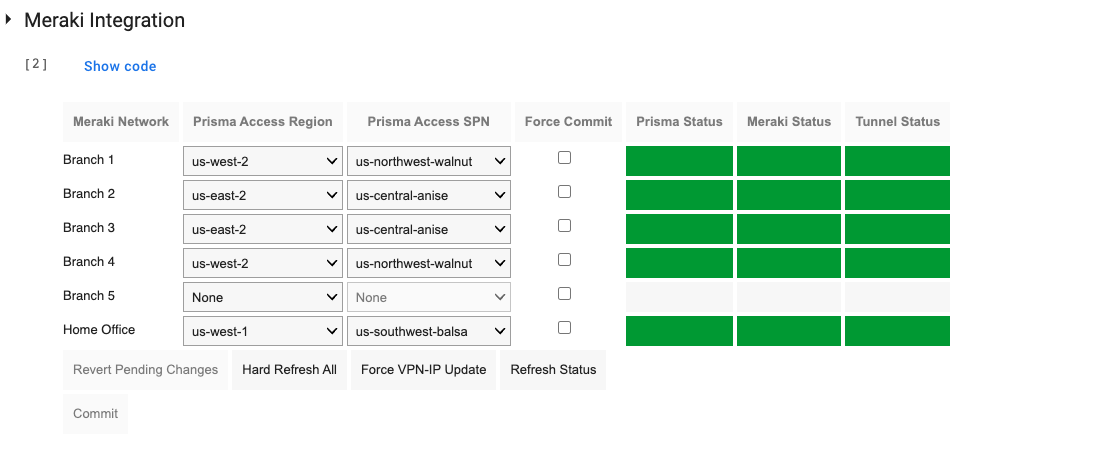 Meraki Integration
[2] Show code
Meraki Network Prisma Access Region Prisma Access SPN Force Commit Prisma Status Meraki Status Tunnel Status
Branch 1 us-west-2 us-northwest-walnut
Branch 2 us-east-2 us-central-anise
Branch 3 us-east-2 us-central-anise
Branch 4 us-west-2 us-northwest-walnut
Branch 5 None None
Home Office us-west-1 us-southwest-balsa
Revert Pending Changes Hard Refresh All Force VPN-IP Update Refresh Status
Commit